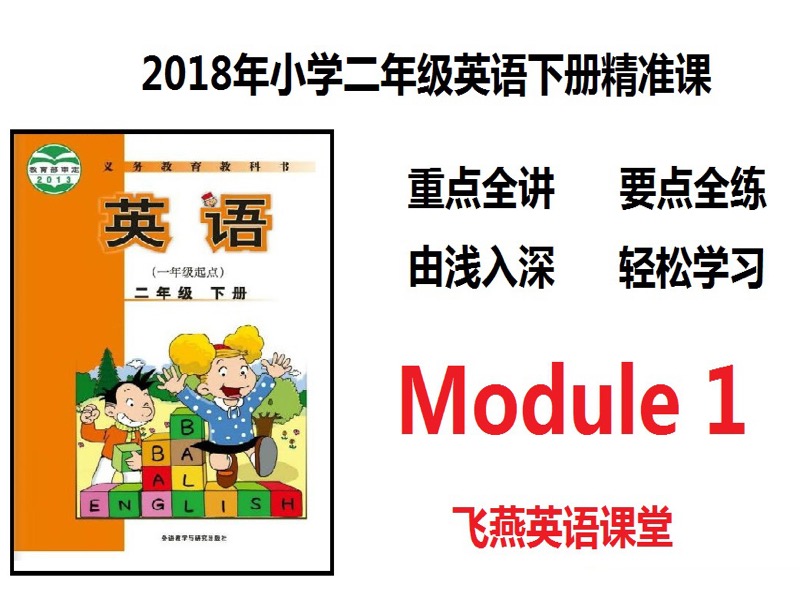 2018年小学二年级英语下册精准课
教育部审定
2013
义务教育教科书
英语
(一年级起点)
二年级 下册
B
B A
A L
E N G L I S H
外语教学与研究出版社
重点全讲 要点全练
由浅入深 轻松学习
Module 1
飞燕英语课堂